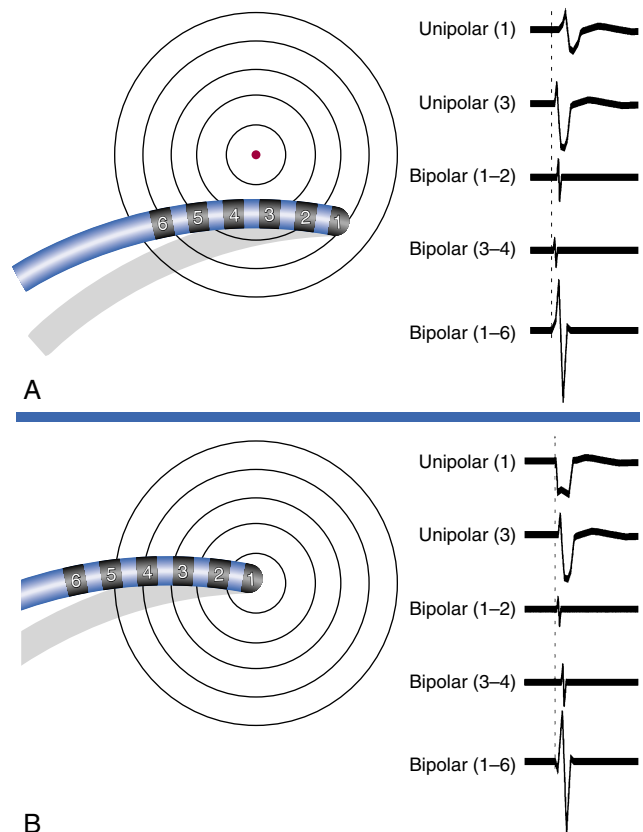 Unipolar (1)
Unipolar (3)
Bipolar (1–2)
Bipolar (3–4)
Bipolar (1–6)
6 5 4 3 2 1
A
Unipolar (1)
Unipolar (3)
Bipolar (1–2)
Bipolar (3–4)
Bipolar (1–6)
6 5 4 3 2 1
B